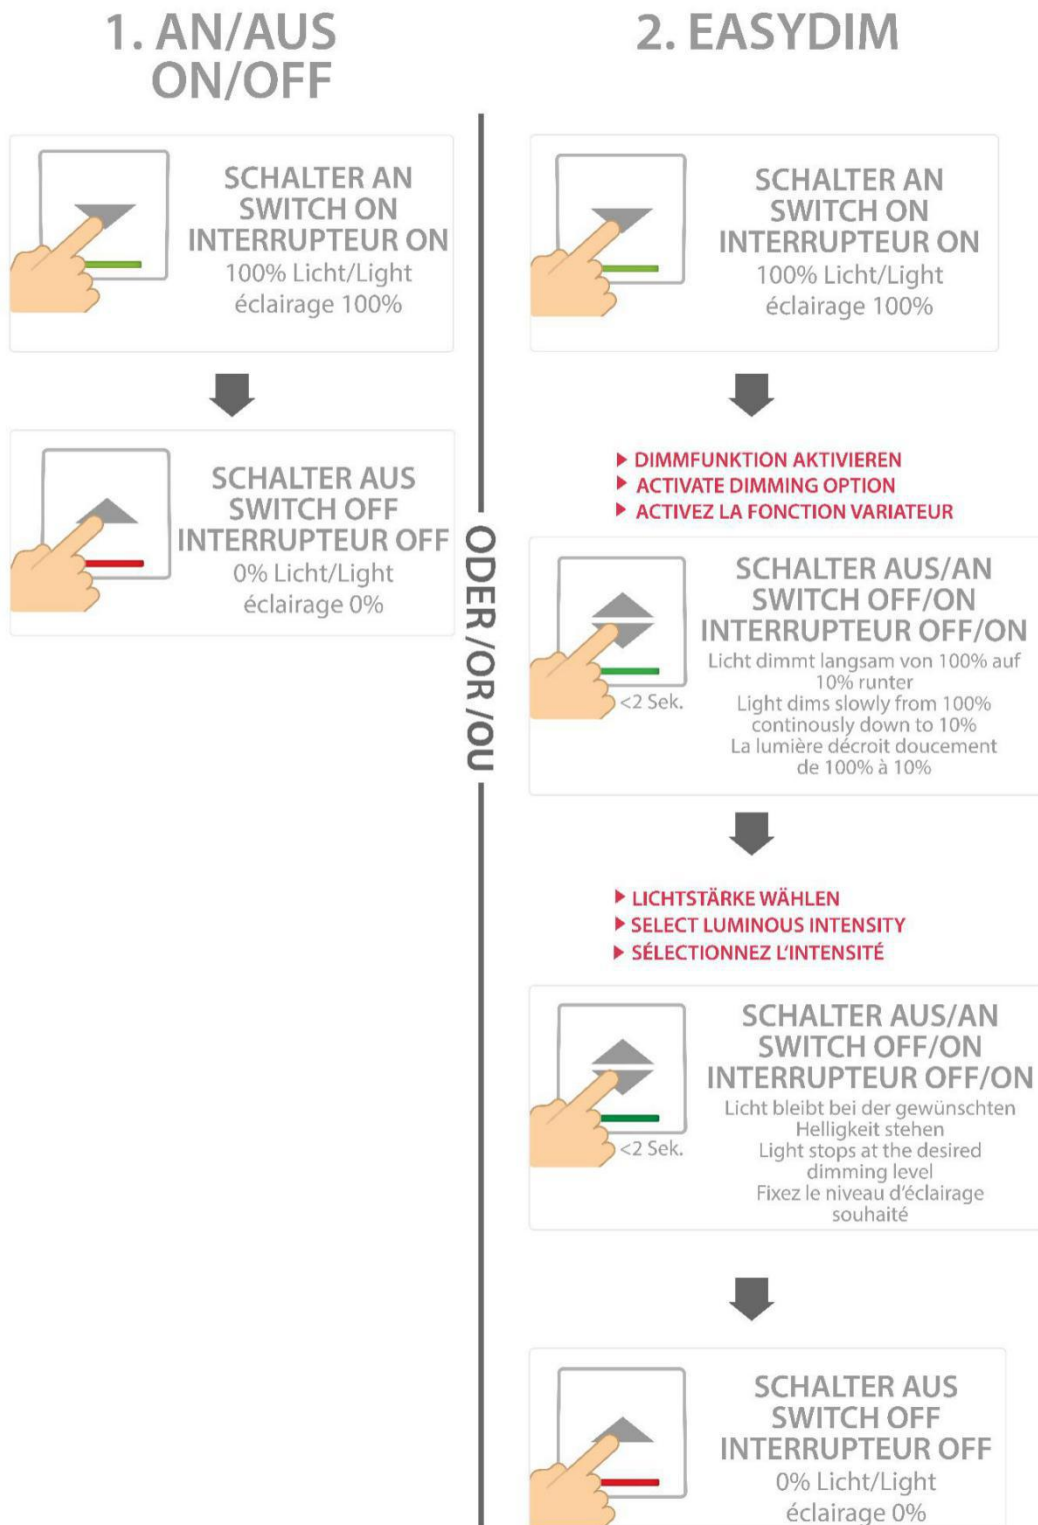 1. AN/AUS
ON/OFF
SCHALTER AN
SWITCH ON
INTERRUPTEUR ON
100% Licht/Light
éclairage 100%
SCHALTER AUS
SWITCH OFF
INTERRUPTEUR OFF
0% Licht/Light
éclairage 0%
ODER /OR /OU
2. EASYDIM
SCHALTER AN
SWITCH ON
INTERRUPTEUR ON
100% Licht/Light
éclairage 100%
DIMMFUNKTION AKTIVIEREN
ACTIVATE DIMMING OPTION
ACTIVEZ LA FONCTION VARIATEUR
SCHALTER AUS/AN
SWITCH OFF/ON
INTERRUPTEUR OFF/ON
Licht dimmt langsam von 100% auf
10% runter
Light dims slowly from 100%
continously down to 10%
La lumière décroit doucement
de 100% à 10%
<2 Sek.
LICHTSTÄRKE WÄHLEN
SELECT LUMINOUS INTENSITY
SÉLECTIONNEZ L'INTENSITÉ
SCHALTER AUS/AN
SWITCH OFF/ON
INTERRUPTEUR OFF/ON
Licht bleibt bei der gewünschten
Helligkeit stehen
Light stops at the desired
dimming level
Fixez le niveau d'éclairage
souhaité
<2 Sek.
SCHALTER AUS
SWITCH OFF
INTERRUPTEUR OFF
0% Licht/Light
éclairage 0%